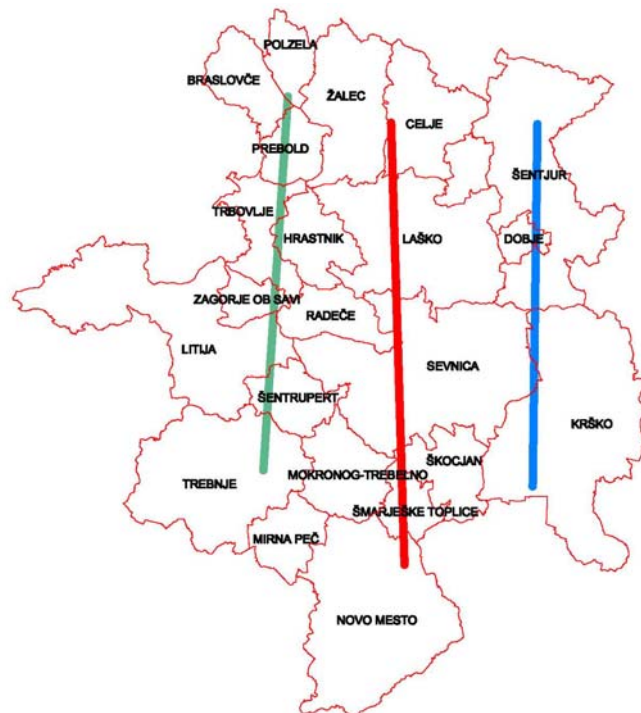 POLZELA
BRASLOVČE
ŽALEC
CELJE
PREBOLD
ŠENTJUR
TRBOVLJE
HRASTNIK
LAŠKO
DOBJE
ZAGORJE OB SAVI
RADEČE
LITIJA
SEVNICA
ŠENTRUPERT
KRŠKO
ŠKOCJAN
MOKRONOG-TREBELNO
TREBNJE
ŠMARJEŠKE TOPLICE
MIRNA PEČ
NOVO MESTO